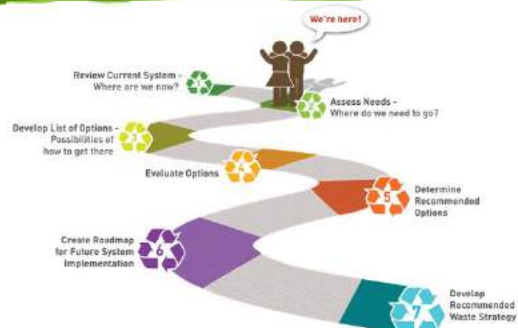 We're here!
1
Review Current System -
Where are we now?
2
Assess Needs -
Where do we need to go?
3
Develop List of Options -
Possibilities of
how to get there
4
Evaluate Options
5
Determine
Recommended
Options
6
Create Roadmap
for Future System
Implementation
7
Develop
Recommended
Waste Strategy